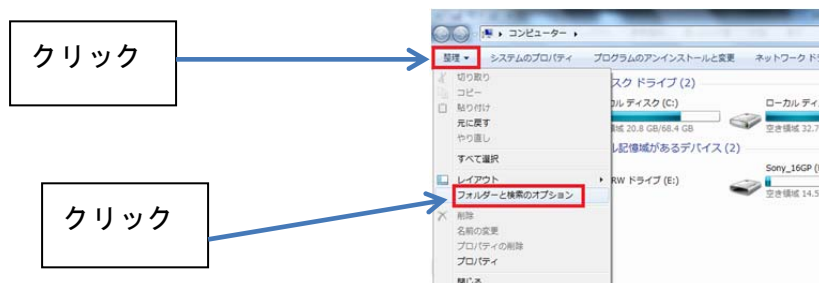 クリック
コンピューター
整理 システムのプロパティ プログラムのアンインストールと変更 ネットワーク ド
切り取り
コピー
貼り付け
元に戻す
やり直し
すべて選択
レイアウト
フォルダーと検索のオプション
削除
名前の変更
プロパティの削除
プロパティ
閉じる
スク ドライブ (2)
カル ディスク (C:)
域 20.8 GB/68.4 GB
ローカル ディ
空き領域 32.7
記憶域があるデバイス (2)
RW ドライブ (E:)
Sony_16GP
空き領域 14.5
クリック